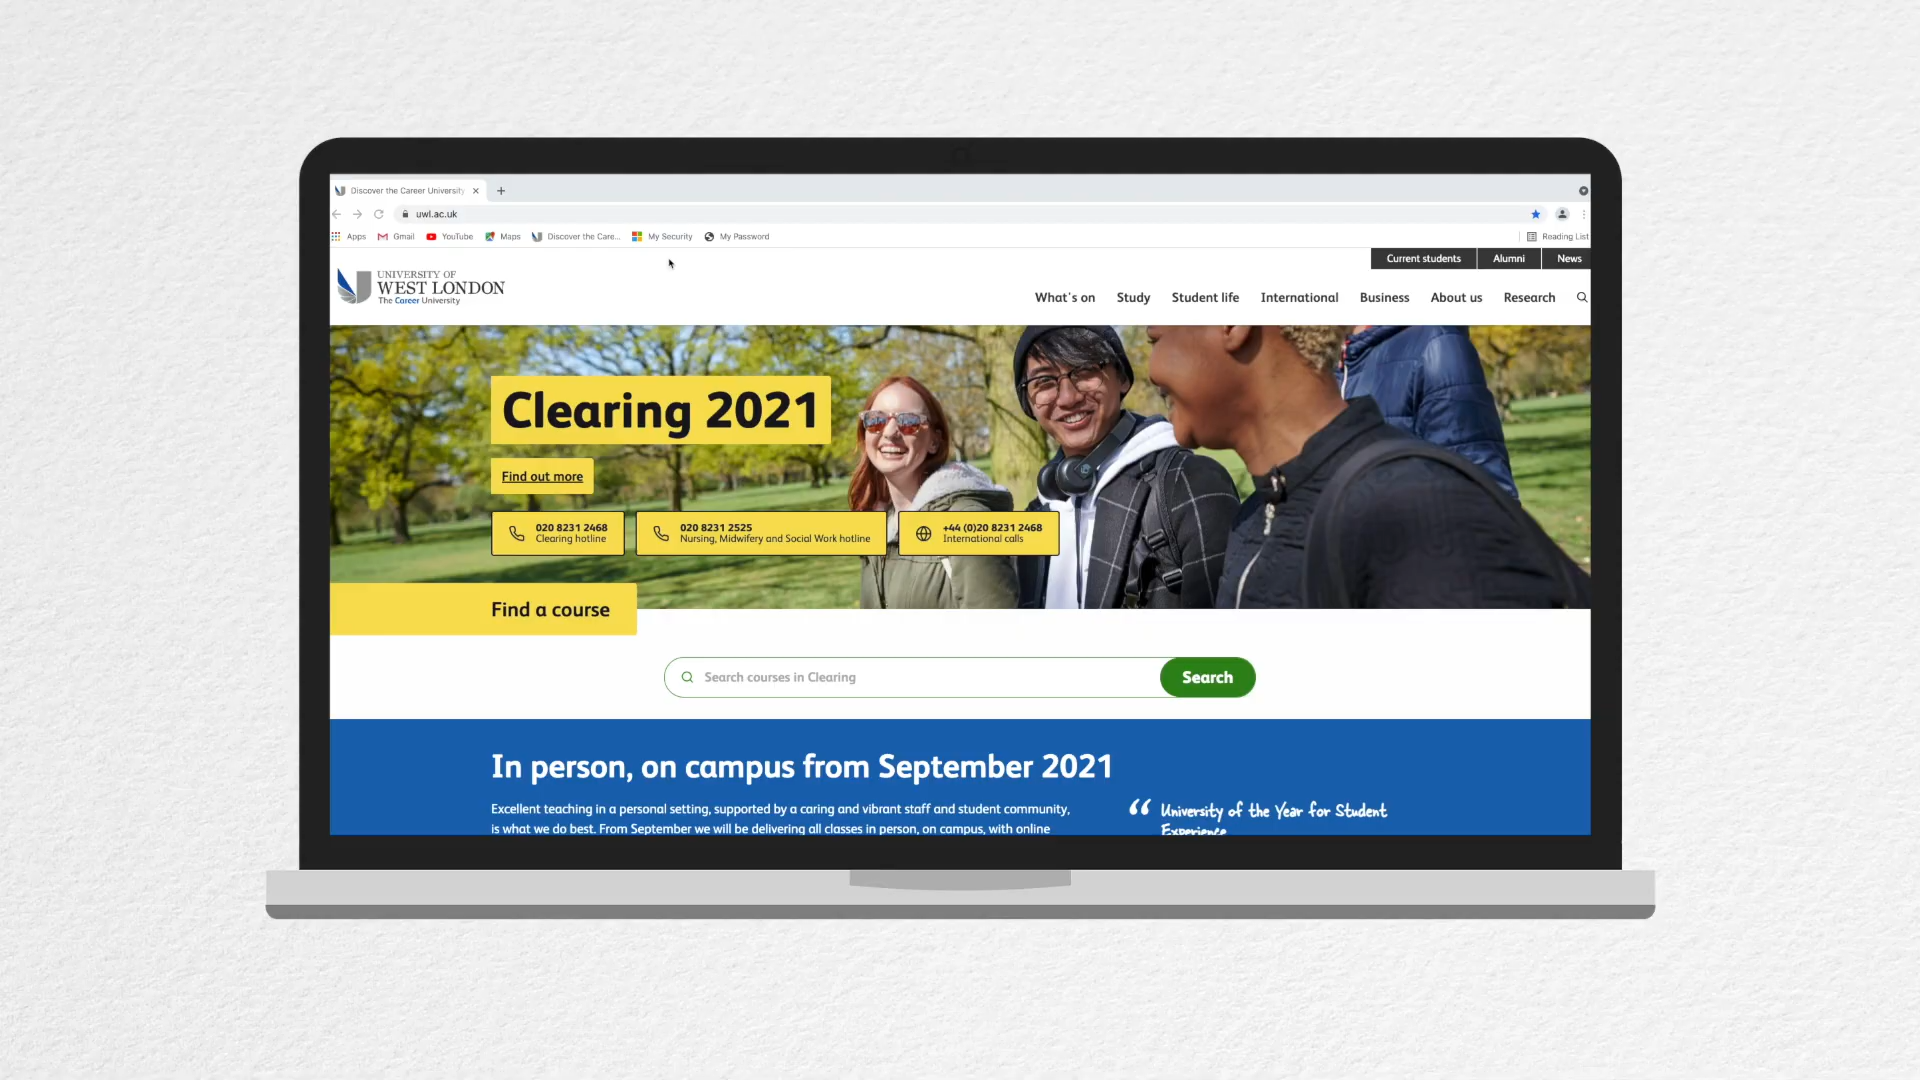 Discover the Career University
uwl.ac.uk
Apps Gmail YouTube Maps Discover the Care... My Security My Password Reading List
Current students Alumni News
UNIVERSITY OF
WEST LONDON
The Career University
What's on Study Student life International Business About us Research
Clearing 2021
Find out more
020 8231 2468
Clearing hotline
020 8231 2525
Nursing, Midwifery and Social Work hotline
+44 (0)20 8231 2468
International calls
Find a course
Search courses in Clearing Search
In person, on campus from September 2021
Excellent teaching in a personal setting, supported by a caring and vibrant staff and student community,
is what we do best. From September we will be delivering all classes in person, on campus, with online
“ University of the Year for Student
Experience